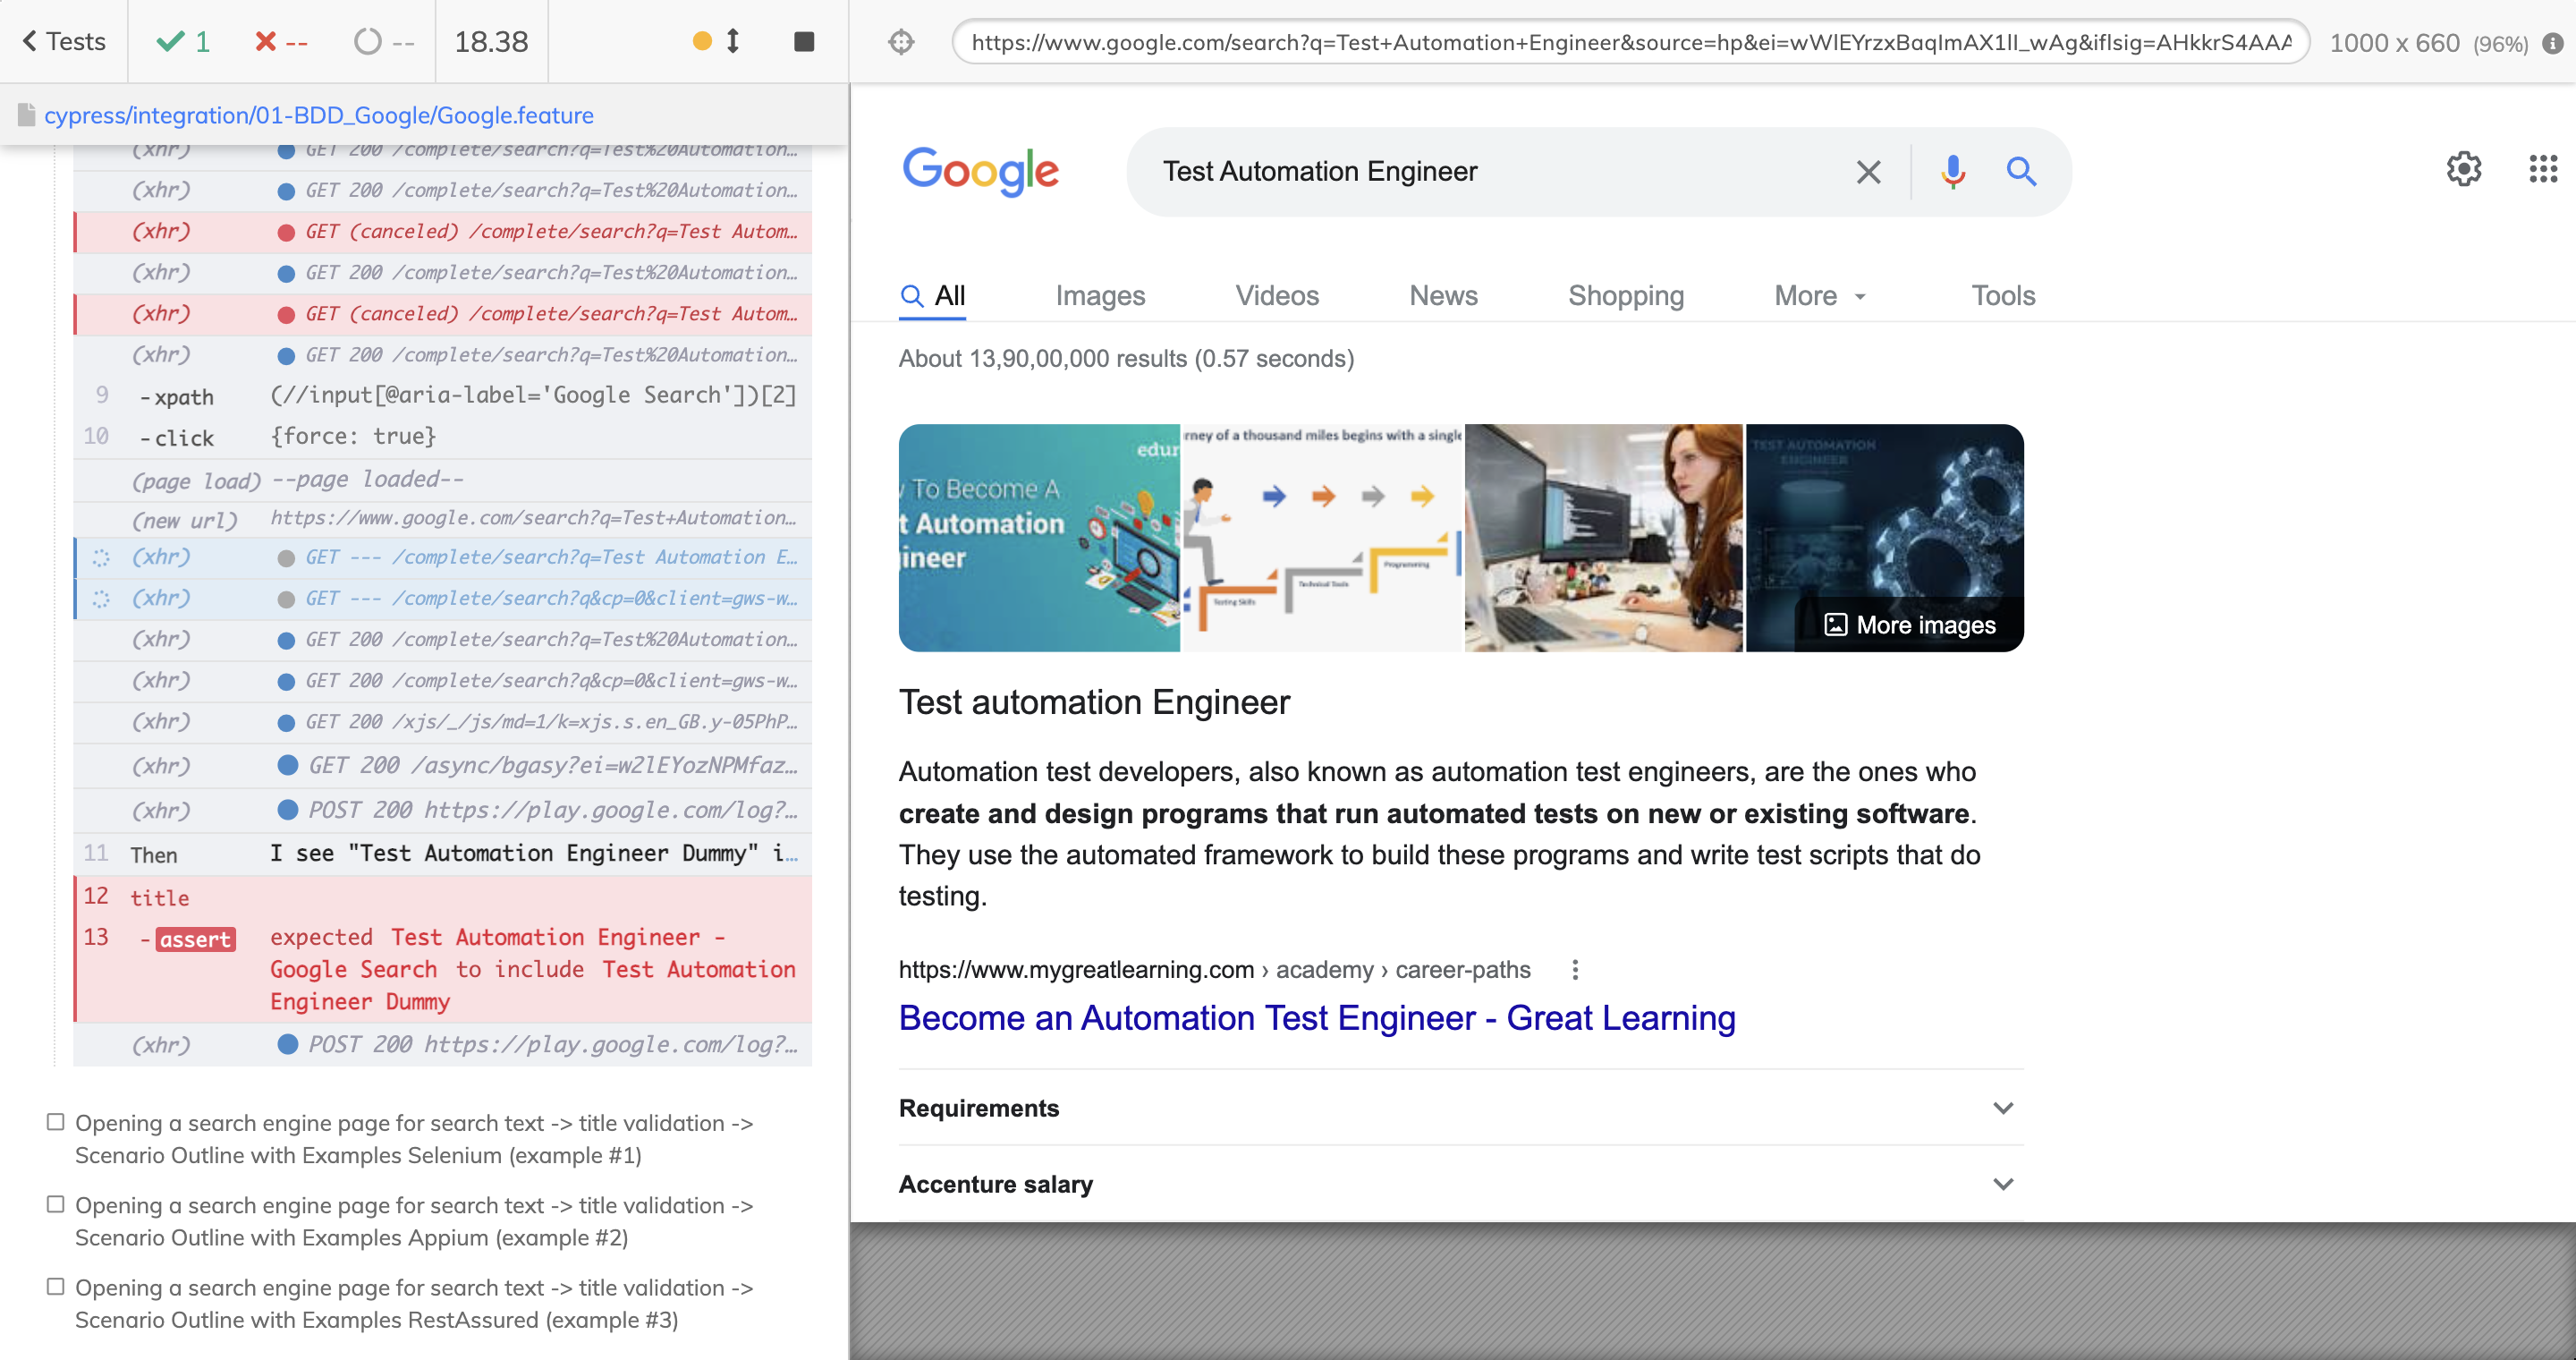 Tests
1
--
--
18.38
https://www.google.com/search?q=Test+Automation+Engineer&source=hp&ei=wWlEYrzxBaqImAX1lI_wAg&iflsig=AHkkrS4AAAA
1000 x 660 (96%)
cypress/integration/01-BDD_Google/Google.feature
(xhr) GET 200 /complete/search?q=Test%20Automation…
(xhr) GET 200 /complete/search?q=Test%20Automation…
(xhr) GET (canceled) /complete/search?q=Test Autom…
(xhr) GET 200 /complete/search?q=Test%20Automation…
(xhr) GET (canceled) /complete/search?q=Test Autom…
(xhr) GET 200 /complete/search?q=Test%20Automation…
9 -xpath (//input[@aria-label='Google Search'])[2]
10 -click {force: true}
(page load) --page loaded--
(new url) https://www.google.com/search?q=Test+Automation…
(xhr) GET --- /complete/search?q=Test Automation E…
(xhr) GET --- /complete/search?q&cp=0&client=gws-w…
(xhr) GET 200 /complete/search?q=Test%20Automation…
(xhr) GET 200 /complete/search?q&cp=0&client=gws-w…
(xhr) GET 200 /xjs/_/js/md=1/k=xjs.s.en_GB.y-05PhP…
(xhr) GET 200 /async/bgasy?ei=w2lEYozNPMfaz…
(xhr) POST 200 https://play.google.com/log?…
11 Then I see "Test Automation Engineer Dummy" i…
12 title
13 -assert expected Test Automation Engineer -
Google Search to include Test Automation
Engineer Dummy
(xhr) POST 200 https://play.google.com/log?…
Opening a search engine page for search text -> title validation ->
Scenario Outline with Examples Selenium (example #1)
Opening a search engine page for search text -> title validation ->
Scenario Outline with Examples Appium (example #2)
Opening a search engine page for search text -> title validation ->
Scenario Outline with Examples RestAssured (example #3)
Google
Test Automation Engineer
All Images Videos News Shopping More Tools
About 13,90,00,000 results (0.57 seconds)
edur
To Become A
t Automation
ineer
rney of a thousand miles begins with a single
Testing Skills
Technical Tools
Programming
TEST AUTOMATION
ENGINEER
More images
Test automation Engineer
Automation test developers, also known as automation test engineers, are the ones who
create and design programs that run automated tests on new or existing software.
They use the automated framework to build these programs and write test scripts that do
testing.
https://www.mygreatlearning.com › academy › career-paths
Become an Automation Test Engineer - Great Learning
Requirements
Accenture salary